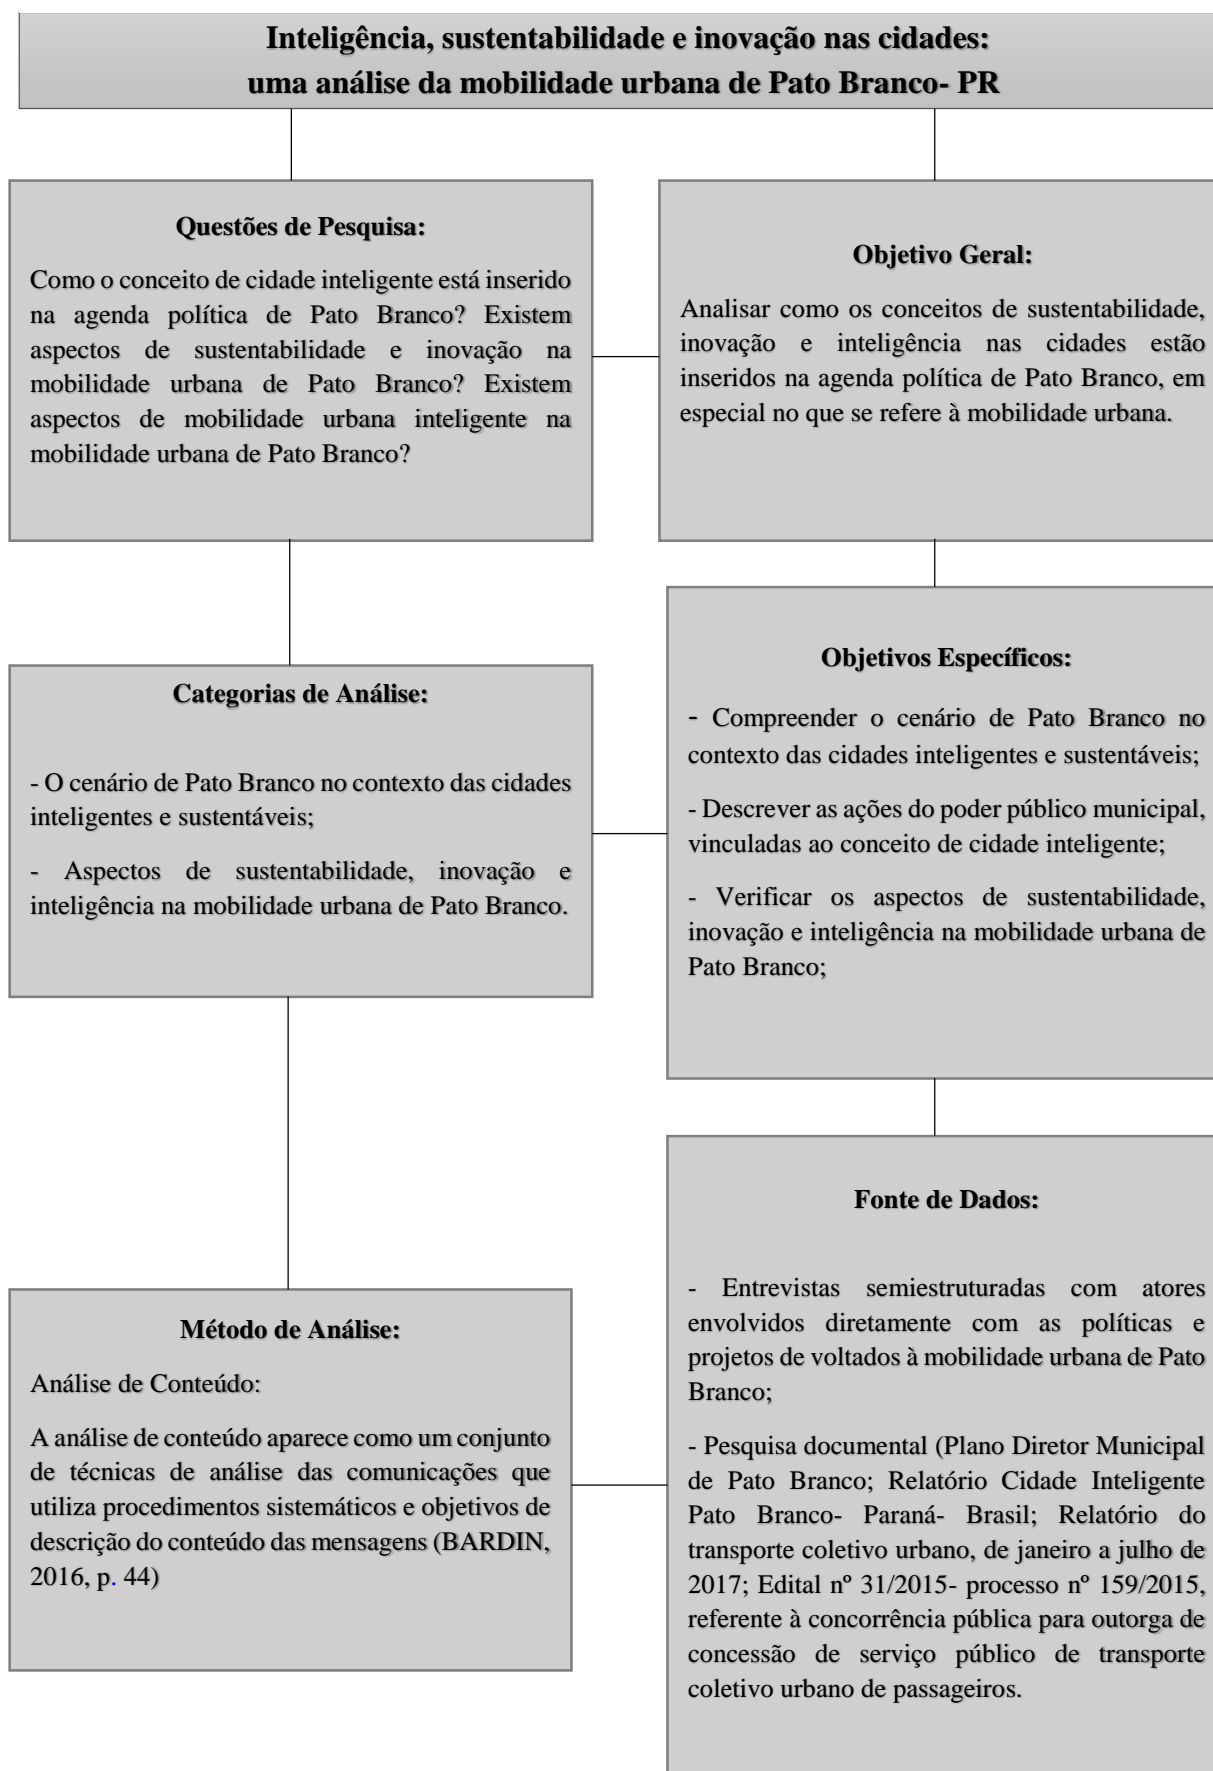 Inteligência, sustentabilidade e inovação nas cidades:
uma análise da mobilidade urbana de Pato Branco- PR
Questões de Pesquisa:
Como o conceito de cidade inteligente está inserido
na agenda política de Pato Branco? Existem
aspectos de sustentabilidade e inovação na
mobilidade urbana de Pato Branco? Existem
aspectos de mobilidade urbana inteligente na
mobilidade urbana de Pato Branco?
Objetivo Geral:
Analisar como os conceitos de sustentabilidade,
inovação e inteligência nas cidades estão
inseridos na agenda política de Pato Branco, em
especial no que se refere à mobilidade urbana.
Categorias de Análise:
- O cenário de Pato Branco no contexto das cidades
inteligentes e sustentáveis;
- Aspectos de sustentabilidade, inovação e
inteligência na mobilidade urbana de Pato Branco.
Objetivos Específicos:
- Compreender o cenário de Pato Branco no
contexto das cidades inteligentes e sustentáveis;
- Descrever as ações do poder público municipal,
vinculadas ao conceito de cidade inteligente;
- Verificar os aspectos de sustentabilidade,
inovação e inteligência na mobilidade urbana de
Pato Branco;
Método de Análise:
Análise de Conteúdo:
A análise de conteúdo aparece como um conjunto
de técnicas de análise das comunicações que
utiliza procedimentos sistemáticos e objetivos de
descrição do conteúdo das mensagens (BARDIN,
2016, p. 44)
Fonte de Dados:
- Entrevistas semiestruturadas com atores
envolvidos diretamente com as políticas e
projetos de voltados à mobilidade urbana de Pato
Branco;
- Pesquisa documental (Plano Diretor Municipal
de Pato Branco; Relatório Cidade Inteligente
Pato Branco- Paraná- Brasil; Relatório do
transporte coletivo urbano, de janeiro a julho de
2017; Edital nº 31/2015- processo nº 159/2015,
referente à concorrência pública para outorga de
concessão de serviço público de transporte
coletivo urbano de passageiros.